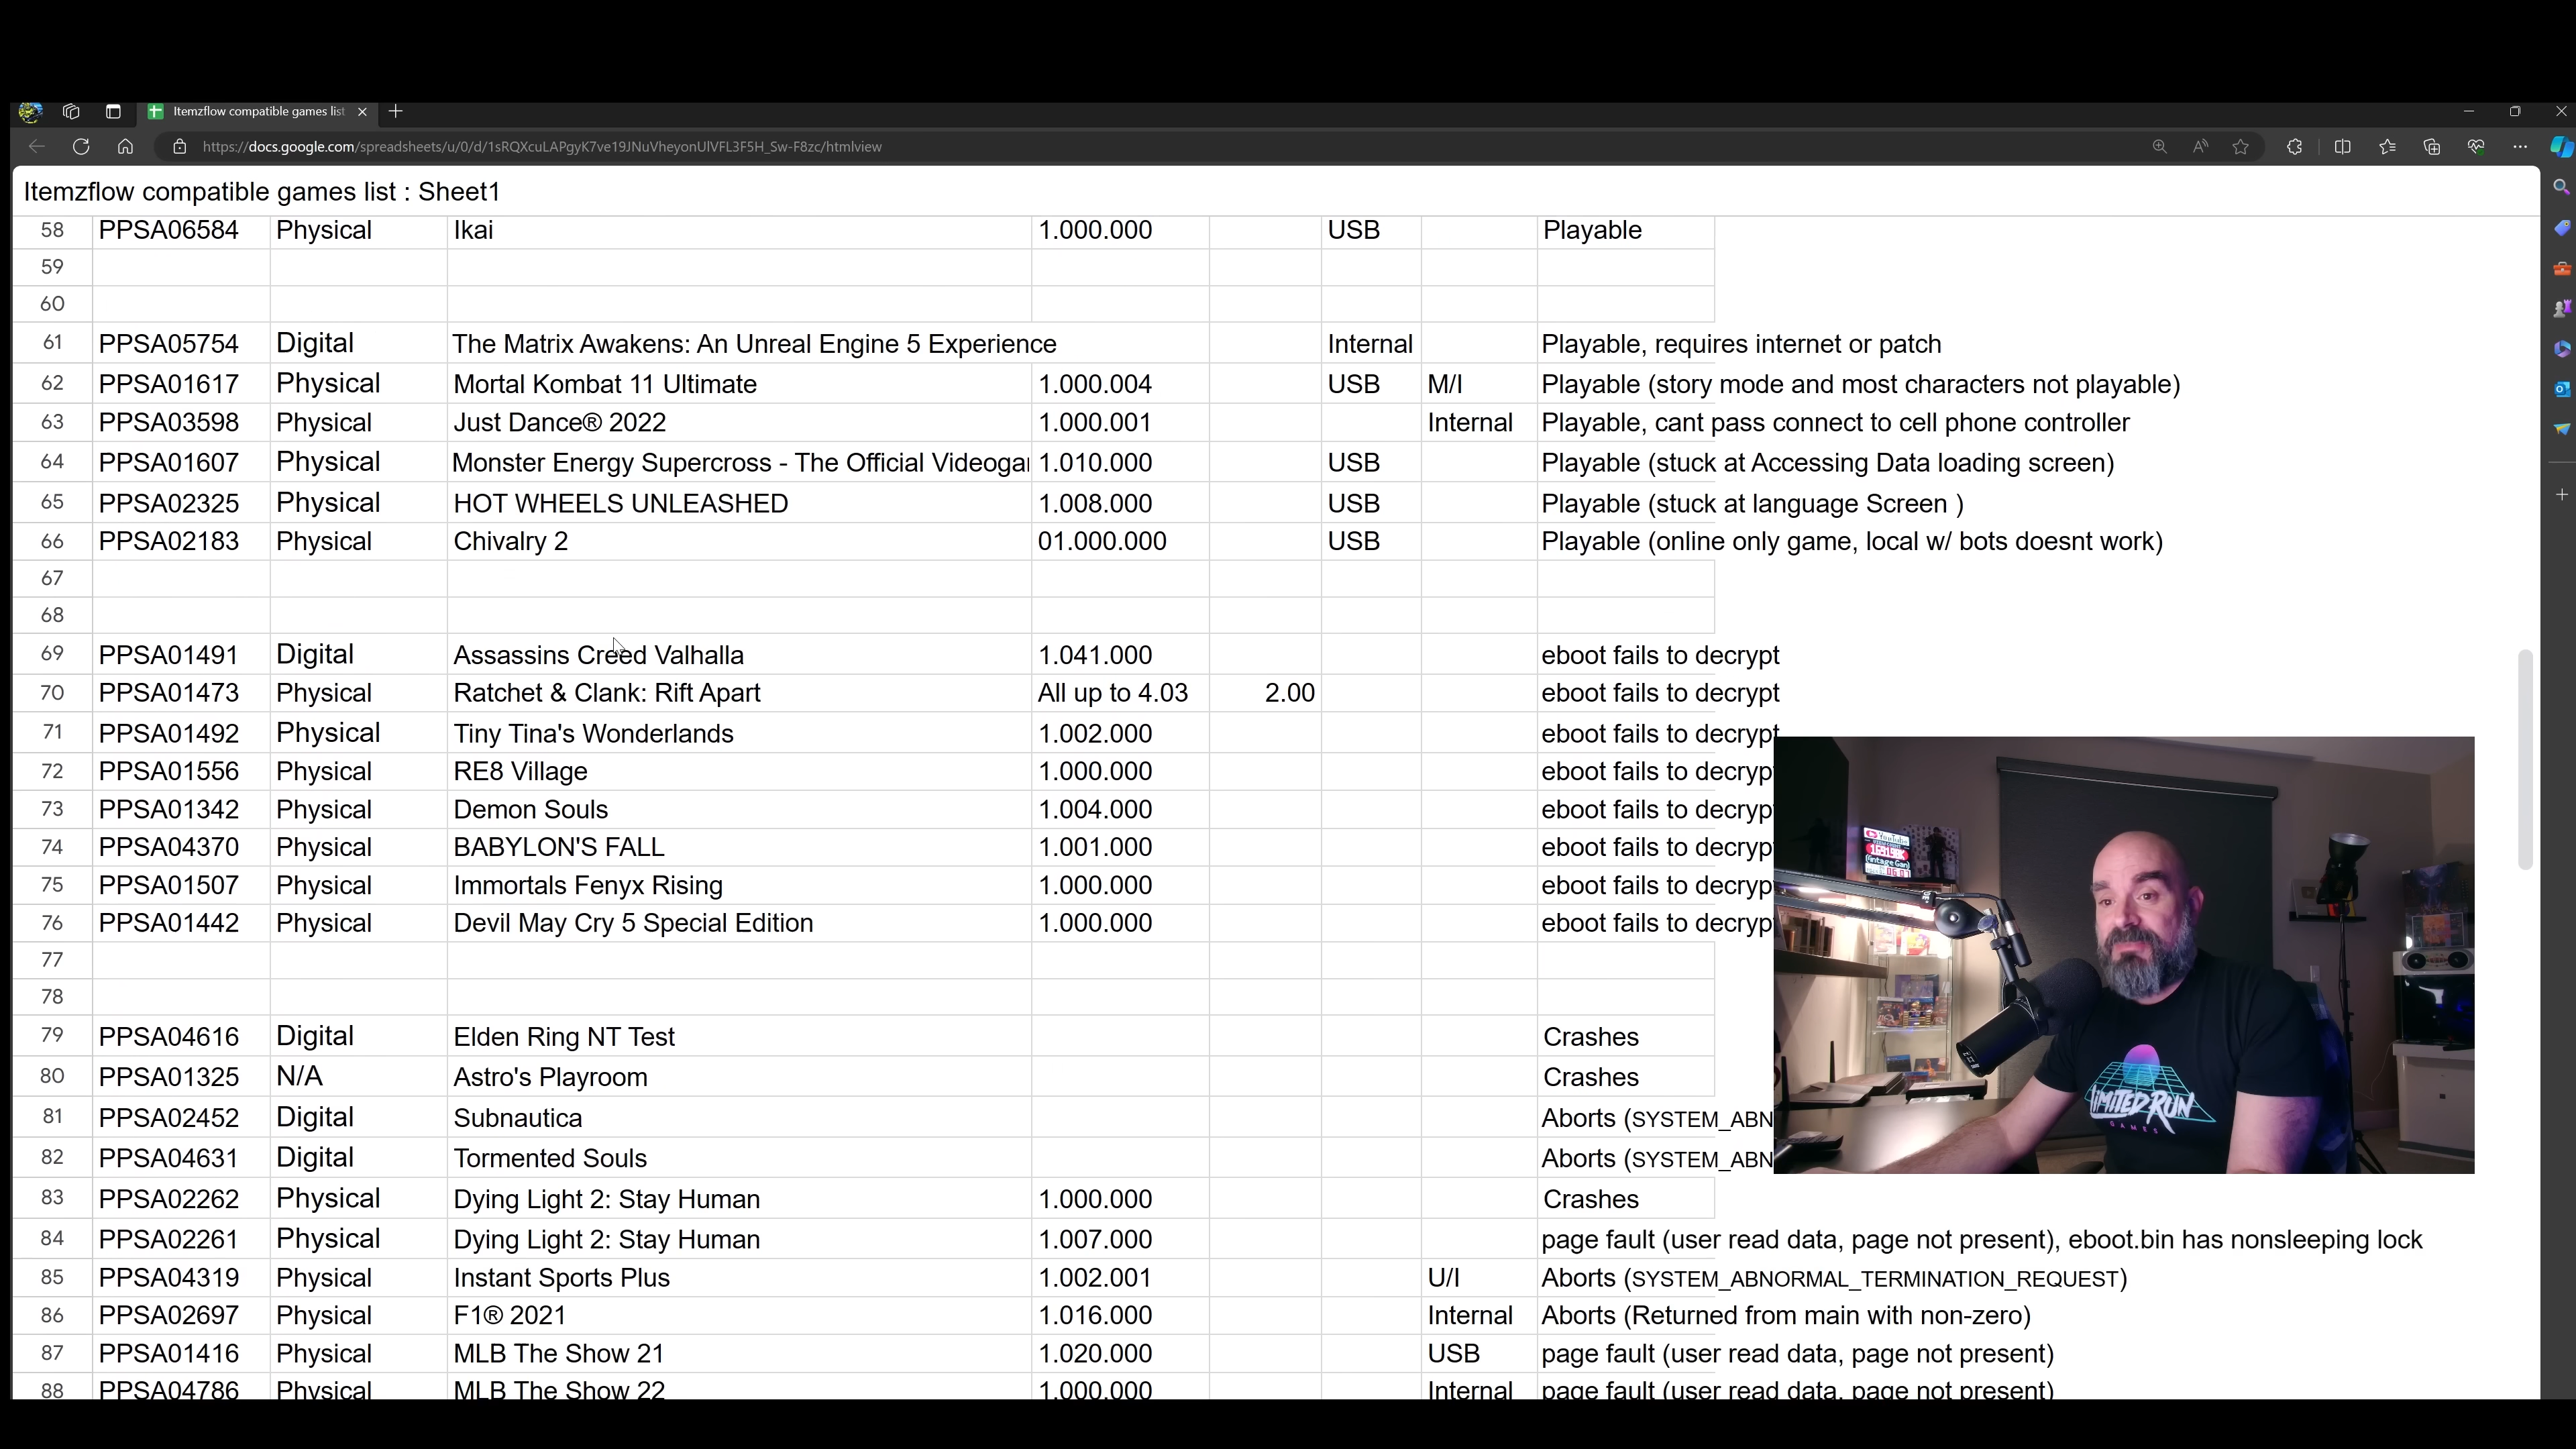 Itemzflow compatible games list
https://docs.google.com/spreadsheets/u/0/d/1sRQXcuLAPgyK7ve19JNuVheyonUlVFL3F5H_Sw-F8zc/htmlview
Itemzflow compatible games list : Sheet1
58 PPSA06584 Physical Ikai 1.000.000 USB Playable
59
60
61 PPSA05754 Digital The Matrix Awakens: An Unreal Engine 5 Experience Internal Playable, requires internet or patch
62 PPSA01617 Physical Mortal Kombat 11 Ultimate 1.000.004 USB M/I Playable (story mode and most characters not playable)
63 PPSA03598 Physical Just Dance® 2022 1.000.001 Internal Playable, cant pass connect to cell phone controller
64 PPSA01607 Physical Monster Energy Supercross - The Official Videogar 1.010.000 USB Playable (stuck at Accessing Data loading screen)
65 PPSA02325 Physical HOT WHEELS UNLEASHED 1.008.000 USB Playable (stuck at language Screen )
66 PPSA02183 Physical Chivalry 2 01.000.000 USB Playable (online only game, local w/ bots doesnt work)
67
68
69 PPSA01491 Digital Assassins Creed Valhalla 1.041.000 eboot fails to decrypt
70 PPSA01473 Physical Ratchet & Clank: Rift Apart All up to 4.03 2.00 eboot fails to decrypt
71 PPSA01492 Physical Tiny Tina's Wonderlands 1.002.000 eboot fails to decrypt
72 PPSA01556 Physical RE8 Village 1.000.000 eboot fails to decrypt
73 PPSA01342 Physical Demon Souls 1.004.000 eboot fails to decrypt
74 PPSA04370 Physical BABYLON'S FALL 1.001.000 eboot fails to decrypt
75 PPSA01507 Physical Immortals Fenyx Rising 1.000.000 eboot fails to decrypt
76 PPSA01442 Physical Devil May Cry 5 Special Edition 1.000.000 eboot fails to decrypt
77
78
79 PPSA04616 Digital Elden Ring NT Test Crashes
80 PPSA01325 N/A Astro's Playroom Crashes
81 PPSA02452 Digital Subnautica Aborts (SYSTEM_ABN
82 PPSA04631 Digital Tormented Souls Aborts (SYSTEM_ABN
83 PPSA02262 Physical Dying Light 2: Stay Human 1.000.000 Crashes
84 PPSA02261 Physical Dying Light 2: Stay Human 1.007.000 page fault (user read data, page not present), eboot.bin has nonsleeping lock
85 PPSA04319 Physical Instant Sports Plus 1.002.001 U/I Aborts (SYSTEM_ABNORMAL_TERMINATION_REQUEST)
86 PPSA02697 Physical F1® 2021 1.016.000 Internal Aborts (Returned from main with non-zero)
87 PPSA01416 Physical MLB The Show 21 1.020.000 USB page fault (user read data, page not present)
88 PPSA04786 Physical MLB The Show 22 1.000.000 Internal page fault (user read data, page not present)
YouTube
LIMITED RUN
GAMES